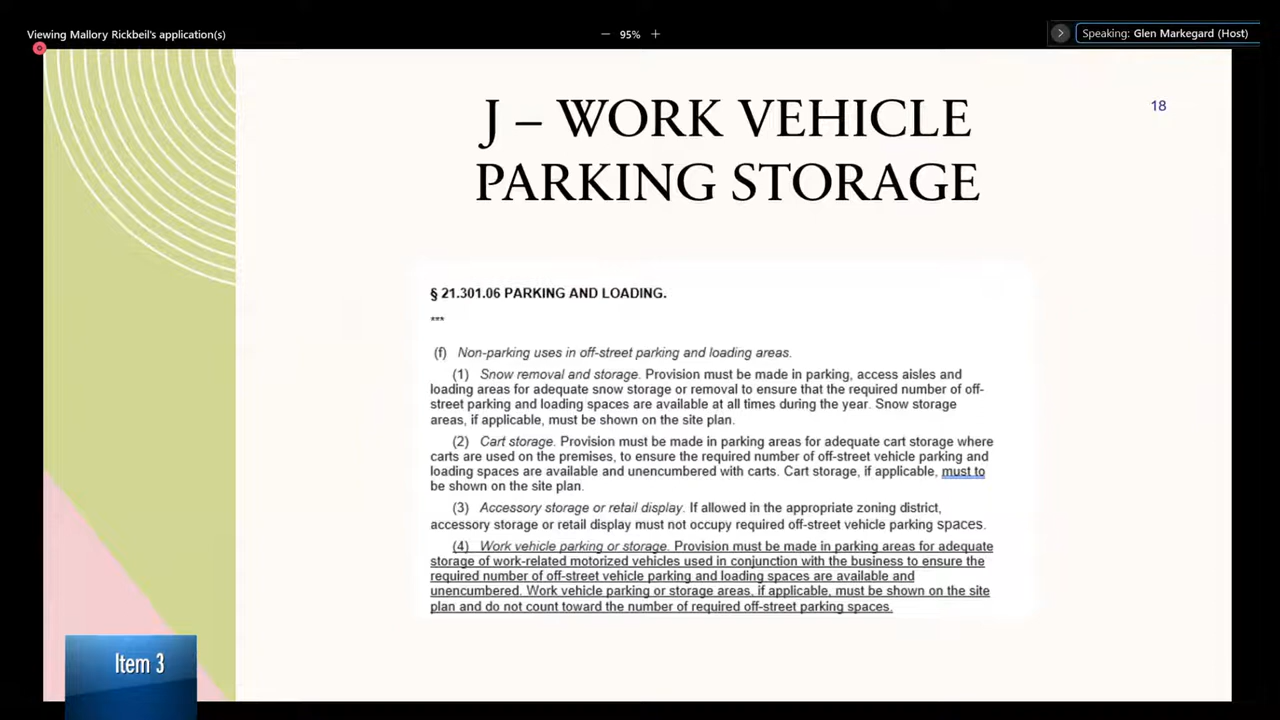 Viewing Mallory Rickbeil's application(s)
95%
Speaking: Glen Markegard (Host)
18
J – WORK VEHICLE
PARKING STORAGE
§ 21.301.06 PARKING AND LOADING.
***
(f) Non-parking uses in off-street parking and loading areas.
(1) Snow removal and storage. Provision must be made in parking, access aisles and
loading areas for adequate snow storage or removal to ensure that the required number of off-
street parking and loading spaces are available at all times during the year. Snow storage
areas, if applicable, must be shown on the site plan.
(2) Cart storage. Provision must be made in parking areas for adequate cart storage where
carts are used on the premises, to ensure the required number of off-street vehicle parking and
loading spaces are available and unencumbered with carts. Cart storage, if applicable, must to
be shown on the site plan.
(3) Accessory storage or retail display. If allowed in the appropriate zoning district,
accessory storage or retail display must not occupy required off-street vehicle parking spaces.
(4) Work vehicle parking or storage. Provision must be made in parking areas for adequate
storage of work-related motorized vehicles used in conjunction with the business to ensure the
required number of off-street vehicle parking and loading spaces are available and
unencumbered. Work vehicle parking or storage areas, if applicable, must be shown on the site
plan and do not count toward the number of required off-street parking spaces.
Item 3